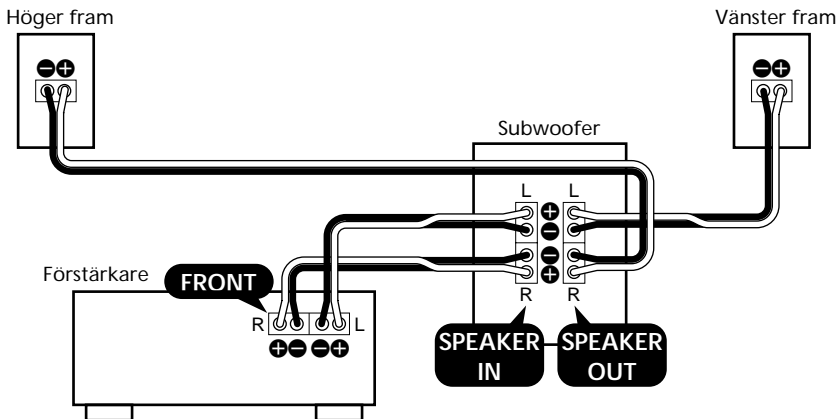 Höger fram
Vänster fram
Subwoofer
L L
R R
Förstärkare
FRONT
R L
SPEAKER
IN
SPEAKER
OUT